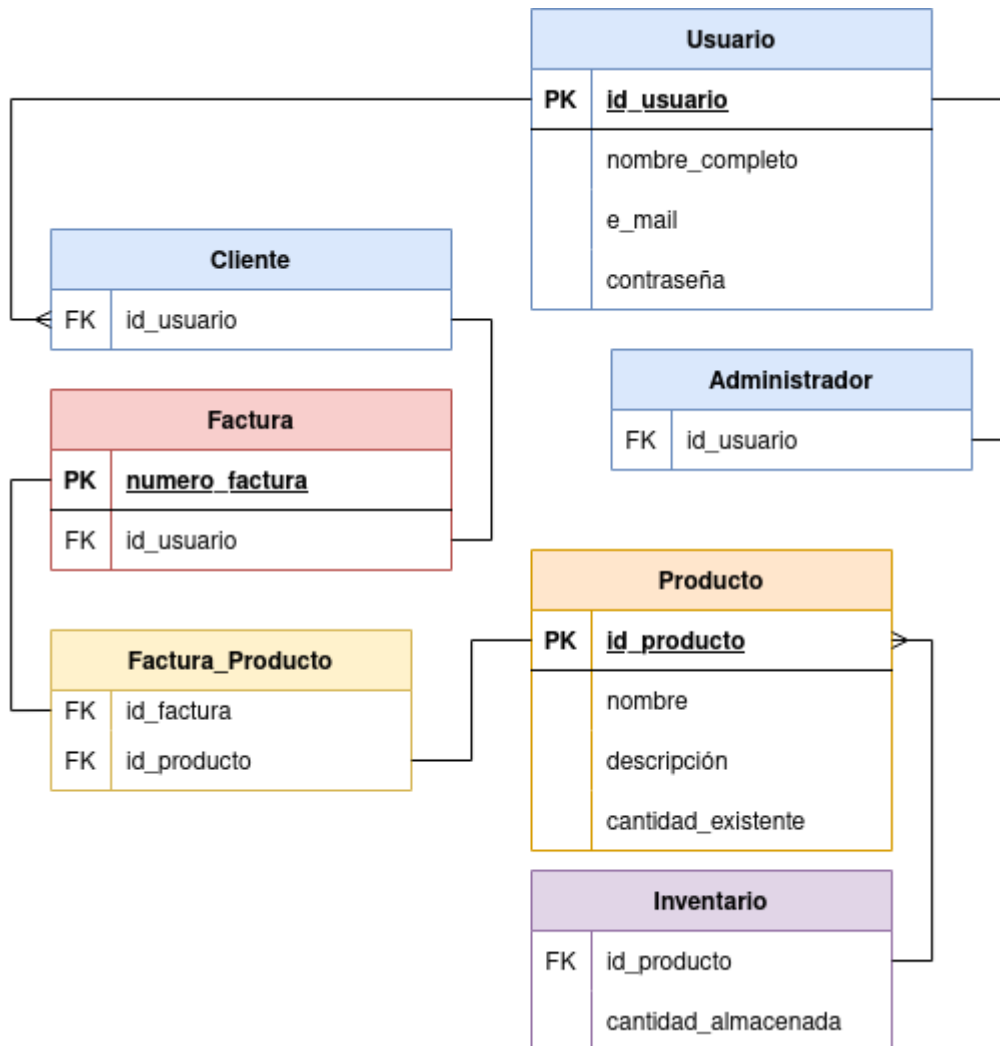 Usuario
PK id_usuario
nombre_completo
e_mail
contraseña
Cliente
FK id_usuario
Administrador
FK id_usuario
Factura
PK numero_factura
FK id_usuario
Producto
PK id_producto
nombre
descripción
cantidad_existente
Factura_Producto
FK id_factura
FK id_producto
Inventario
FK id_producto
cantidad_almacenada